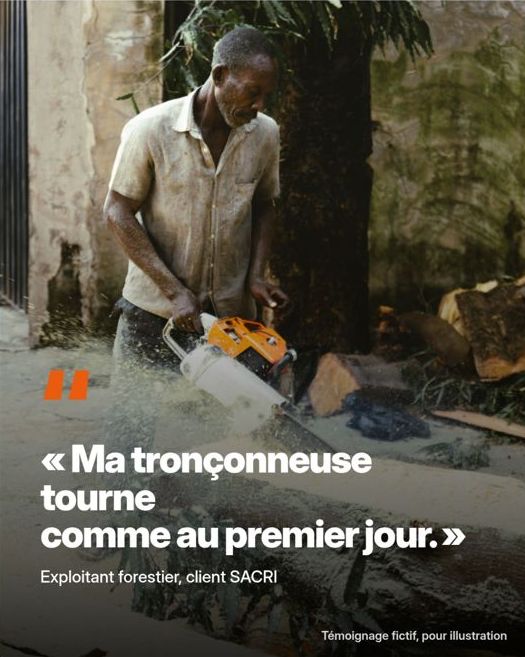 « Ma tronçonneuse
tourne
comme au premier jour. »
Exploitant forestier, client SACRI
Témoignage fictif, pour illustration